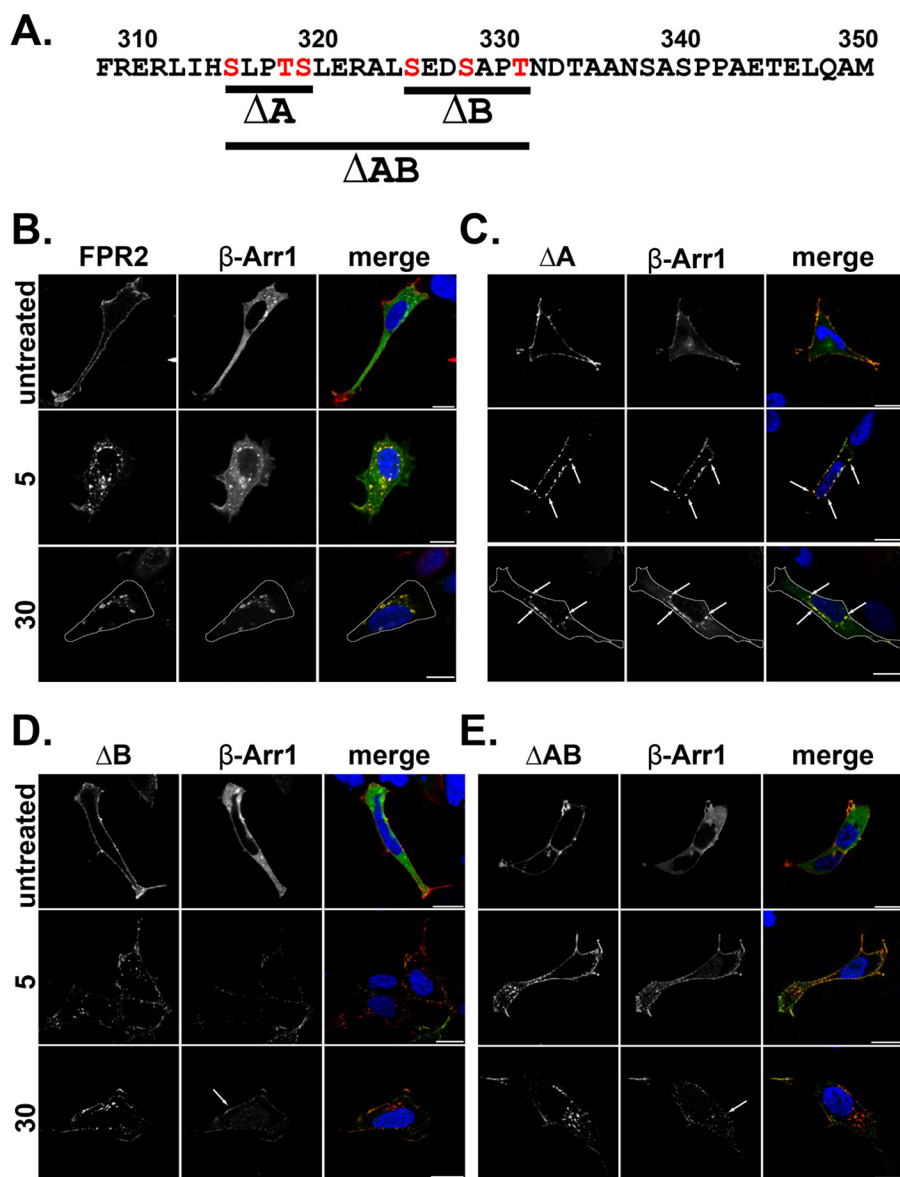 A.
310 320 330 340 350
FRERLIHSLPTSLERALSEDSAPTNDTAANSASPPAETELQAM
ΔA ΔB
ΔAB
B.
FPR2 β-Arr1 merge
untreated
5
30
C.
ΔA β-Arr1 merge
D.
ΔB β-Arr1 merge
untreated
5
30
E.
ΔAB β-Arr1 merge